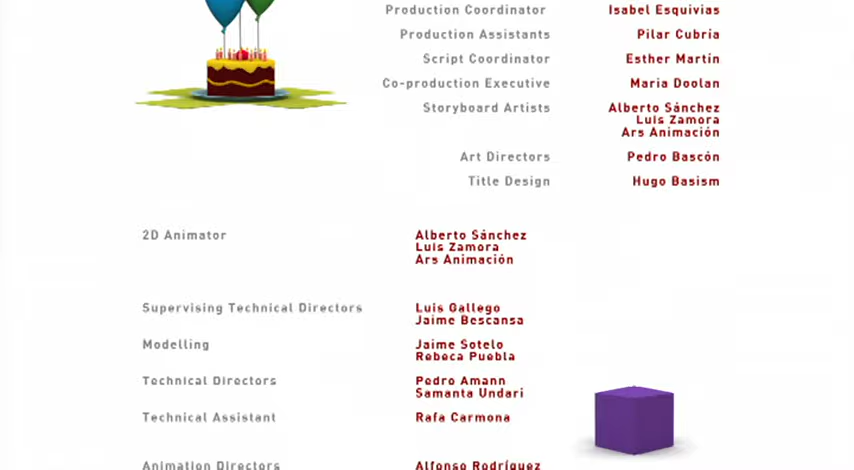 Production Coordinator Isabel Esquivias
Production Assistants Pilar Cubría
Script Coordinator Esther Martín
Co-production Executive Maria Doolan
Storyboard Artists Alberto Sánchez
Luis Zamora
Ars Animación
Art Directors Pedro Bascón
Title Design Hugo Basism
2D Animator Alberto Sánchez
Luis Zamora
Ars Animación
Supervising Technical Directors Luis Gallego
Jaime Bescansa
Modelling Jaime Sotelo
Rebeca Puebla
Technical Directors Pedro Amann
Samanta Undari
Technical Assistant Rafa Carmona
Animation Directors Alfonso Rodríguez